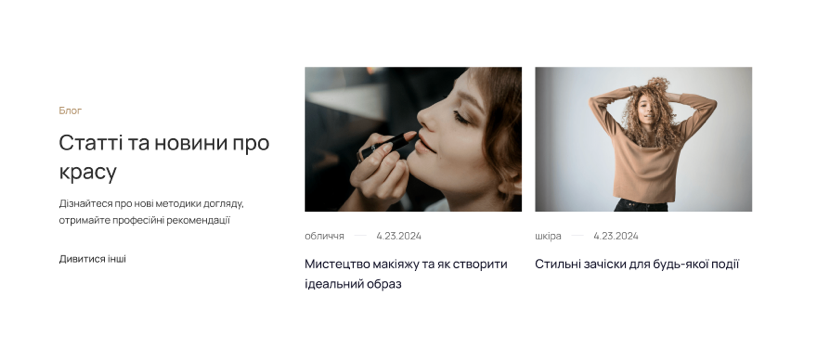 Блог
Статті та новини про
красу
Дізнайтеся про нові методики догляду,
отримайте професійні рекомендації
Дивитися інші
обличчя — 4.23.2024
Мистецтво макіяжу та як створити
ідеальний образ
шкіра — 4.23.2024
Стильні зачіски для будь-якої події